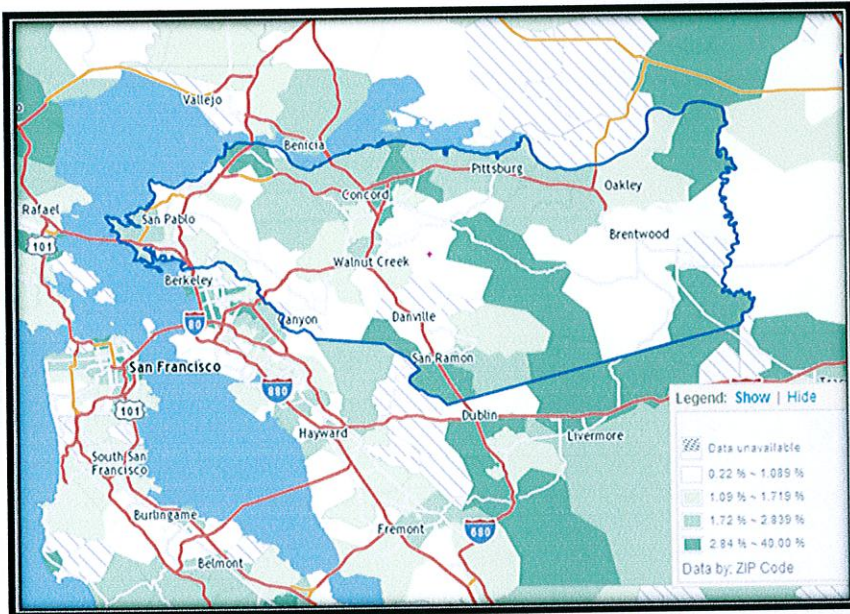 Vallejo
Benicia
Pittsburg
Oakley
Concord
Rafael
San Pablo
101
Brentwood
Walnut Creek
Berkeley
Canyon
Danville
80
San Ramon
San Francisco
101
880
Dublin
Hayward
Livermore
South San
Francisco
Burlingame
Fremont
680
Belmont
Legend: Show | Hide
Data unavailable
0.22 % ~ 1.089 %
1.09 % ~ 1.719 %
1.72 % ~ 2.839 %
2.84 % ~ 40.00 %
Data by: ZIP Code